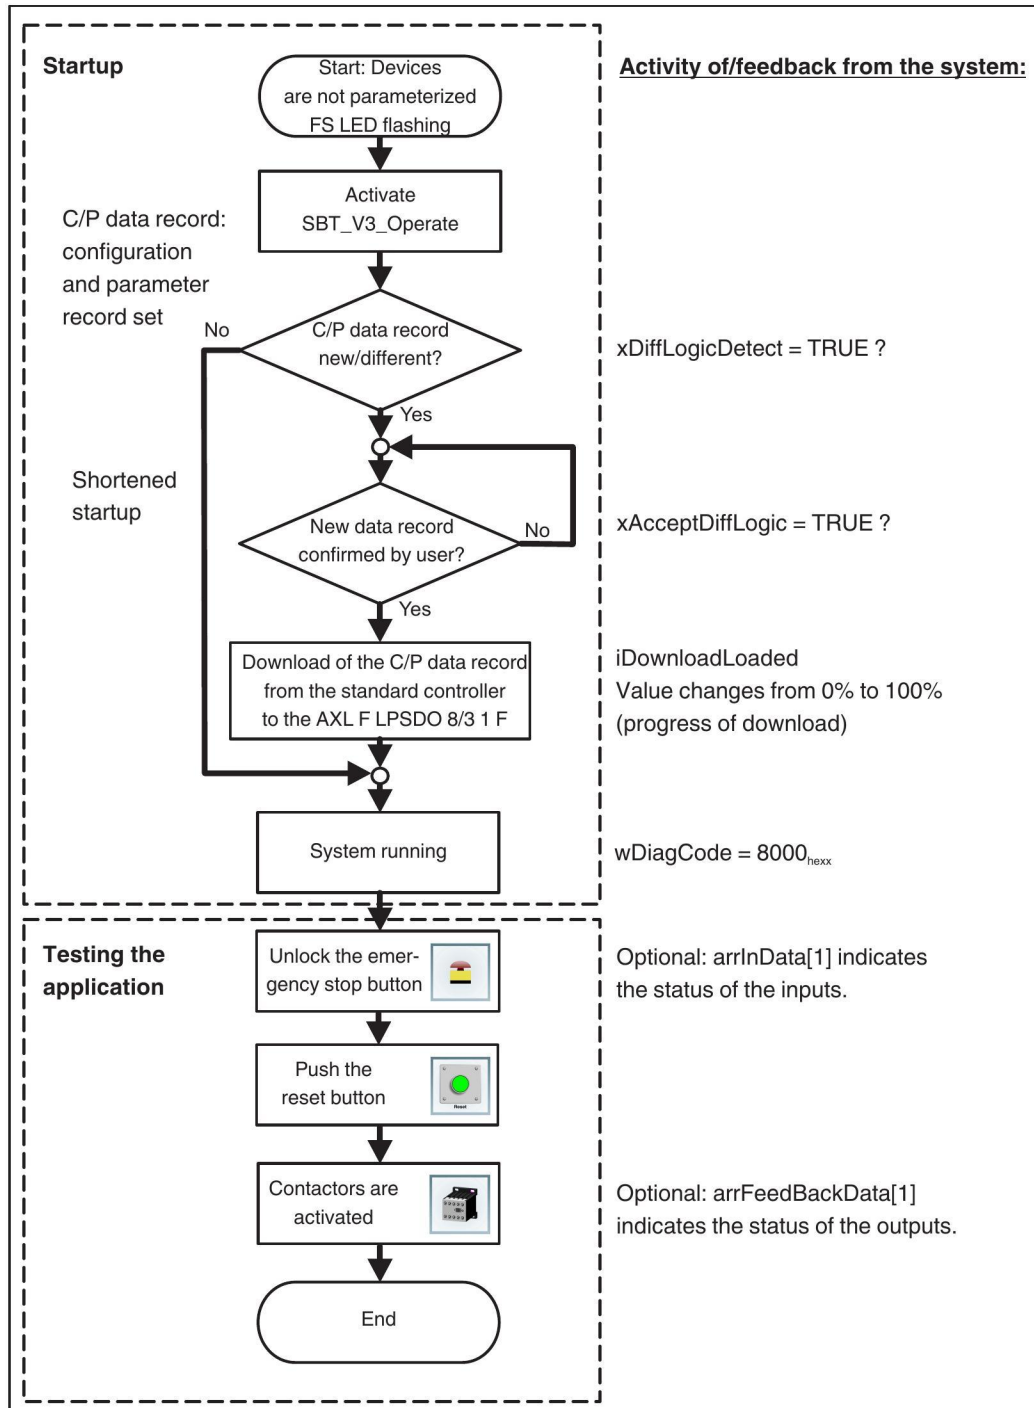 Startup
Activity of/feedback from the system:
Start: Devices
are not parameterized
FS LED flashing
Activate
SBT_V3_Operate
C/P data record:
configuration
and parameter
record set
No
C/P data record
new/different?
xDiffLogicDetect = TRUE ?
Yes
Shortened
startup
New data record
confirmed by user?
No
xAcceptDiffLogic = TRUE ?
Yes
Download of the C/P data record
from the standard controller
to the AXL F LPSDO 8/3 1 F
iDownloadLoaded
Value changes from 0% to 100%
(progress of download)
System running
wDiagCode = 8000hexx
Testing the
application
Unlock the emer-
gency stop button
Optional: arrInData[1] indicates
the status of the inputs.
Push the
reset button
Reset
Contactors are
activated
Optional: arrFeedBackData[1]
indicates the status of the outputs.
End